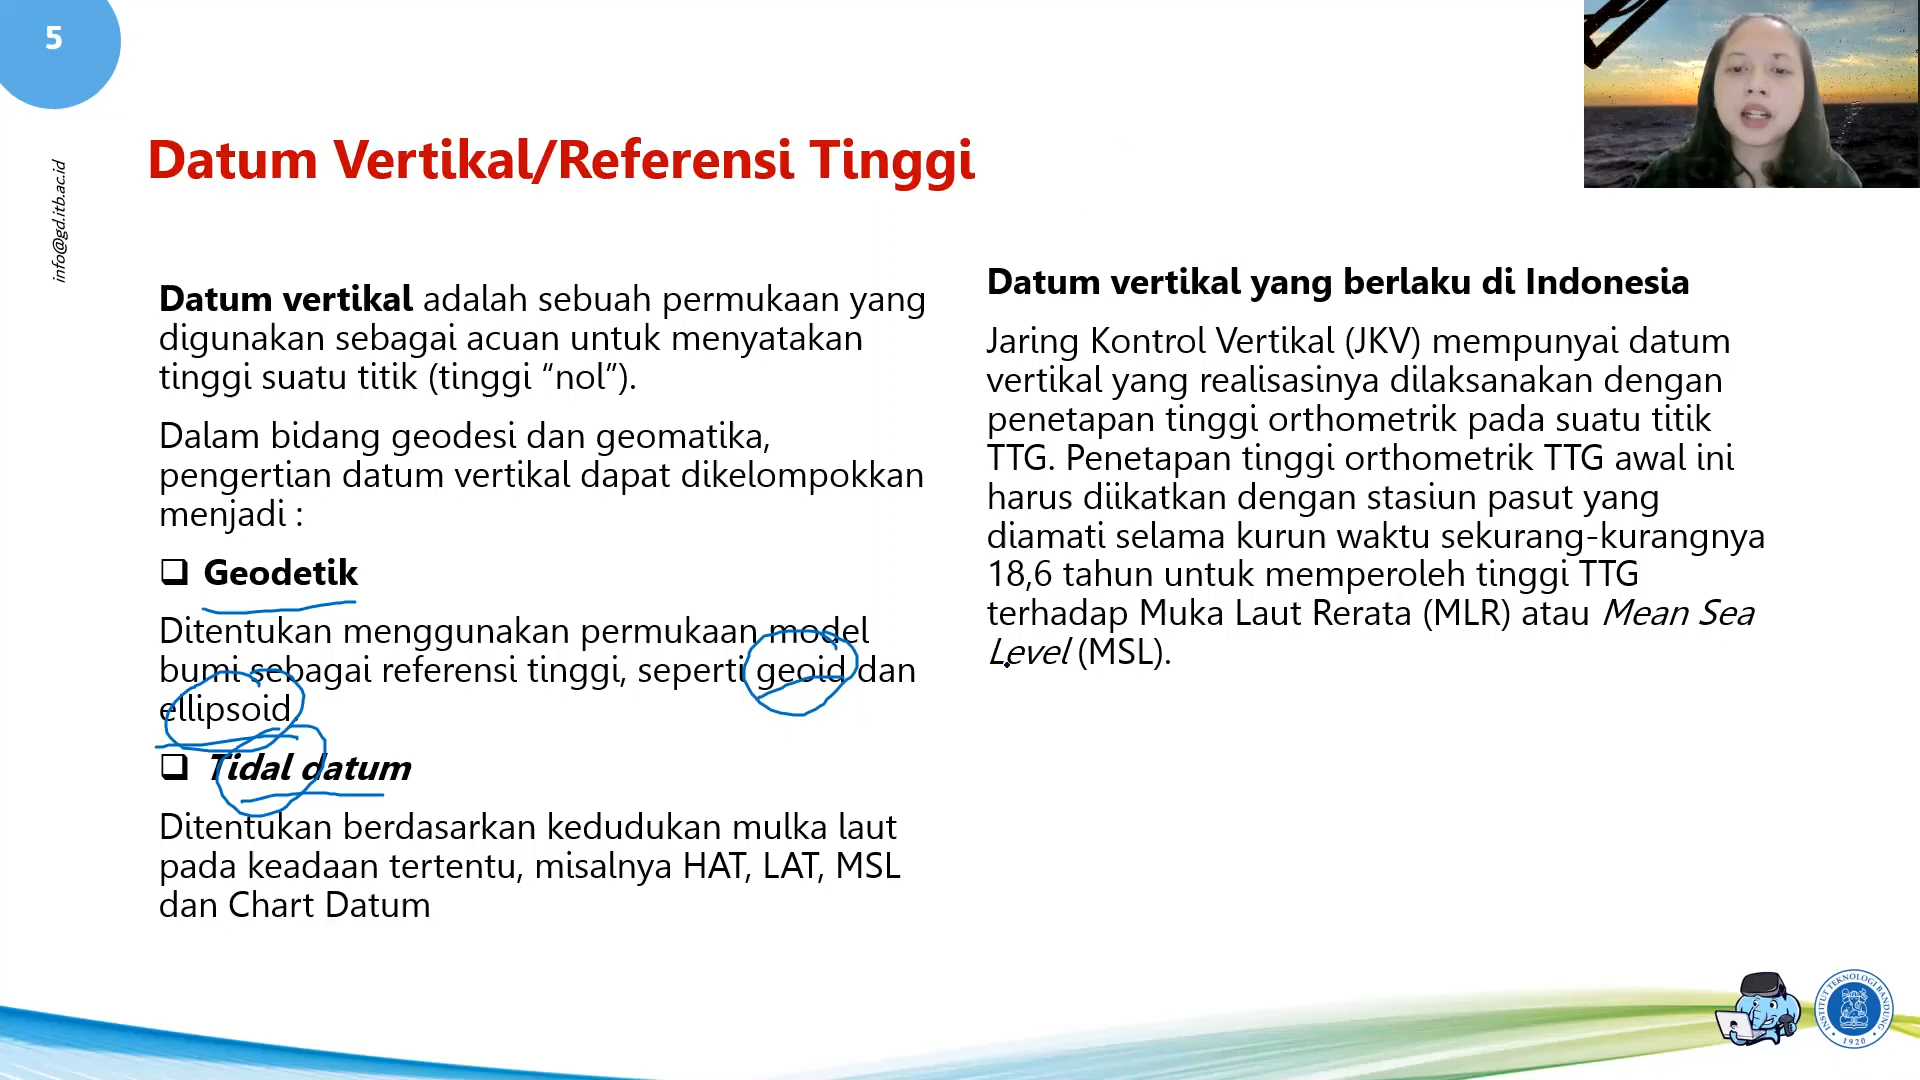 5
info@gd.itb.ac.id
Datum Vertikal/Referensi Tinggi
Datum vertikal adalah sebuah permukaan yang
digunakan sebagai acuan untuk menyatakan
tinggi suatu titik (tinggi “nol”).
Dalam bidang geodesi dan geomatika,
pengertian datum vertikal dapat dikelompokkan
menjadi :
❑ Geodetik
Ditentukan menggunakan permukaan model
bumi sebagai referensi tinggi, seperti geoid dan
ellipsoid.
❑ Tidal datum
Ditentukan berdasarkan kedudukan mulka laut
pada keadaan tertentu, misalnya HAT, LAT, MSL
dan Chart Datum
Datum vertikal yang berlaku di Indonesia
Jaring Kontrol Vertikal (JKV) mempunyai datum
vertikal yang realisasinya dilaksanakan dengan
penetapan tinggi orthometrik pada suatu titik
TTG. Penetapan tinggi orthometrik TTG awal ini
harus diikatkan dengan stasiun pasut yang
diamati selama kurun waktu sekurang-kurangnya
18,6 tahun untuk memperoleh tinggi TTG
terhadap Muka Laut Rerata (MLR) atau Mean Sea
Level (MSL).
INSTITUT TEKNOLOGI BANDUNG
1920